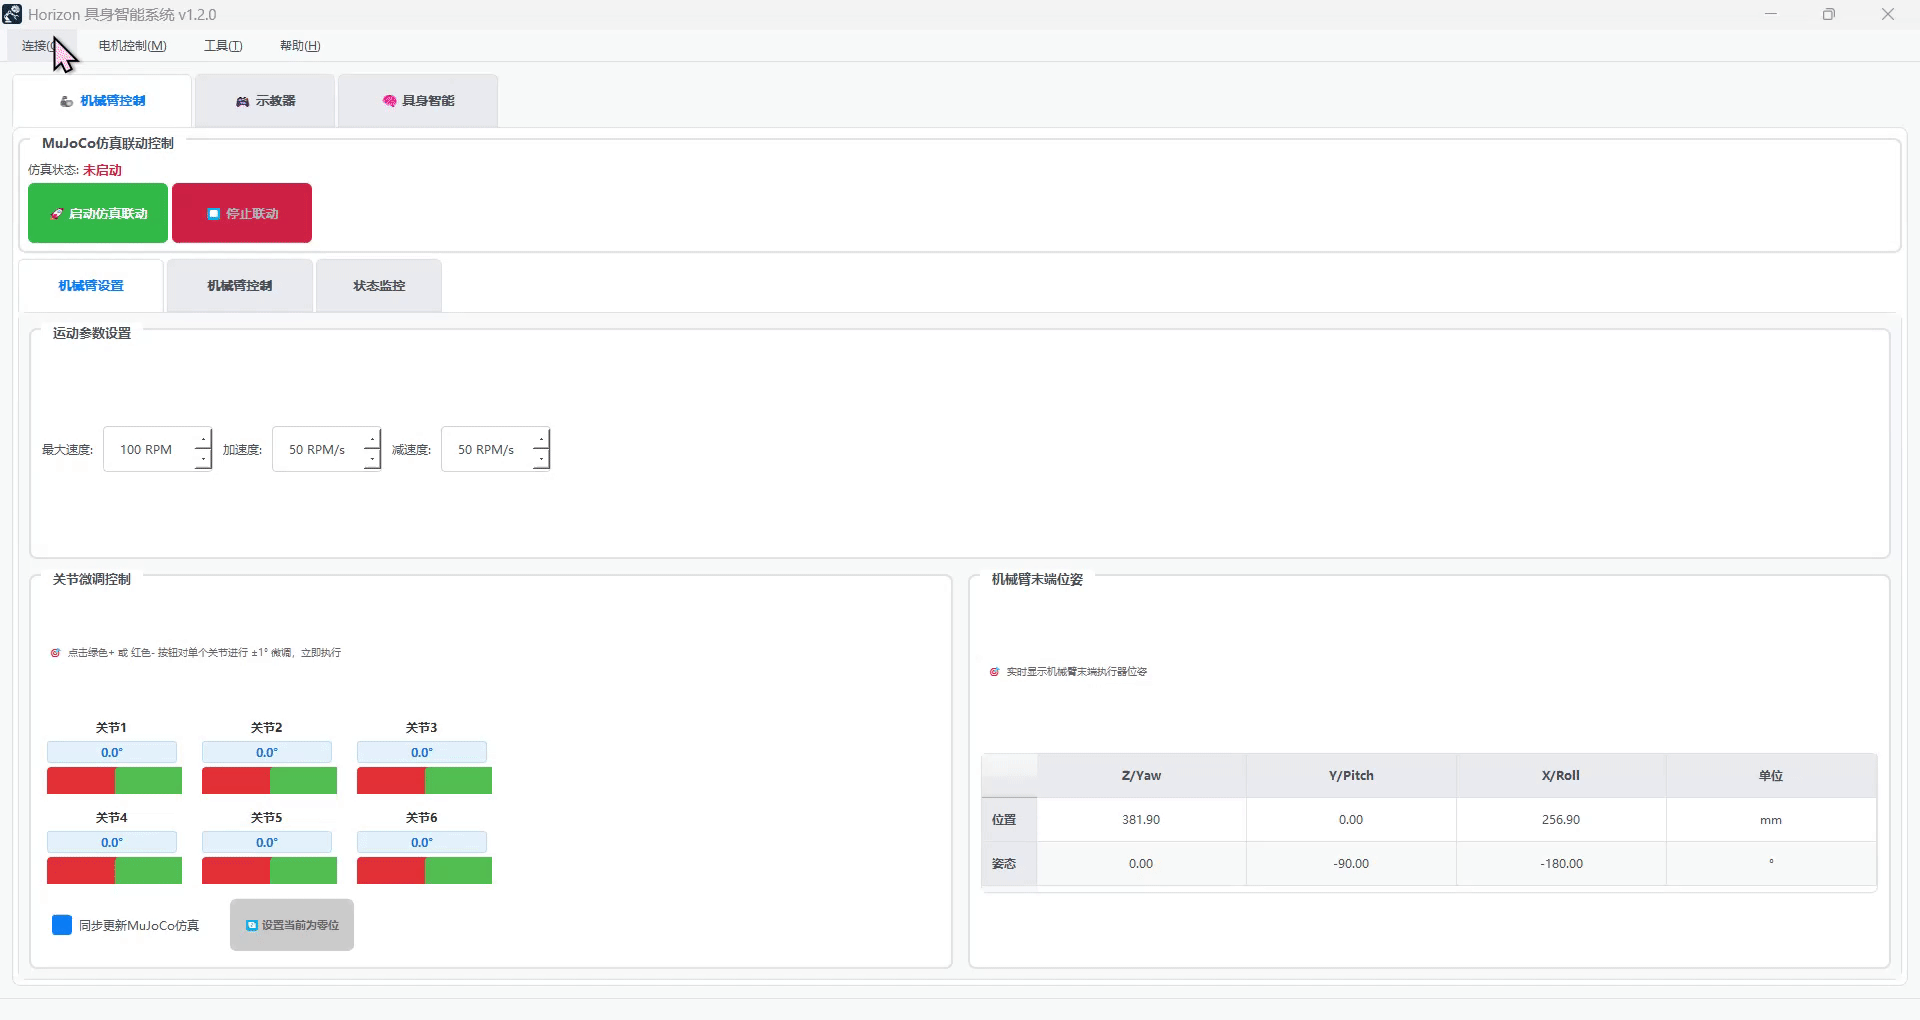 Horizon 具身智能系统 v1.2.0
连接( 电机控制(M) 工具(T) 帮助(H)
机械臂控制 示教器 具身智能
MuJoCo仿真联动控制
仿真状态: 未启动
启动仿真联动 停止联动
机械臂设置 机械臂控制 状态监控
运动参数设置
最大速度: 100 RPM 加速度: 50 RPM/s 减速度: 50 RPM/s
关节微调控制
点击绿色+ 或 红色- 按钮对单个关节进行 ±1° 微调，立即执行
关节1 关节2 关节3
0.0° 0.0° 0.0°
关节4 关节5 关节6
0.0° 0.0° 0.0°
同步更新MuJoCo仿真 设置当前为零位
机械臂末端位姿
实时显示机械臂末端执行器位姿
Z/Yaw Y/Pitch X/Roll 单位
位置 381.90 0.00 256.90 mm
姿态 0.00 -90.00 -180.00 °